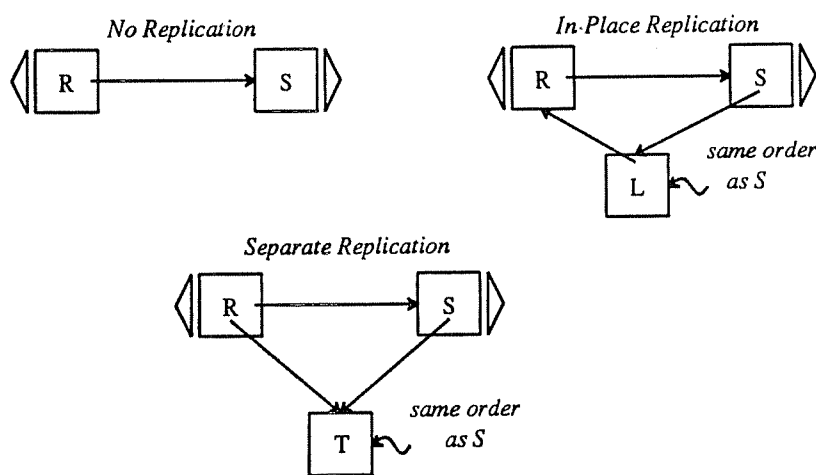 No Replication
R
S
In-Place Replication
R
S
L
same order
as S
Separate Replication
R
S
T
same order
as S